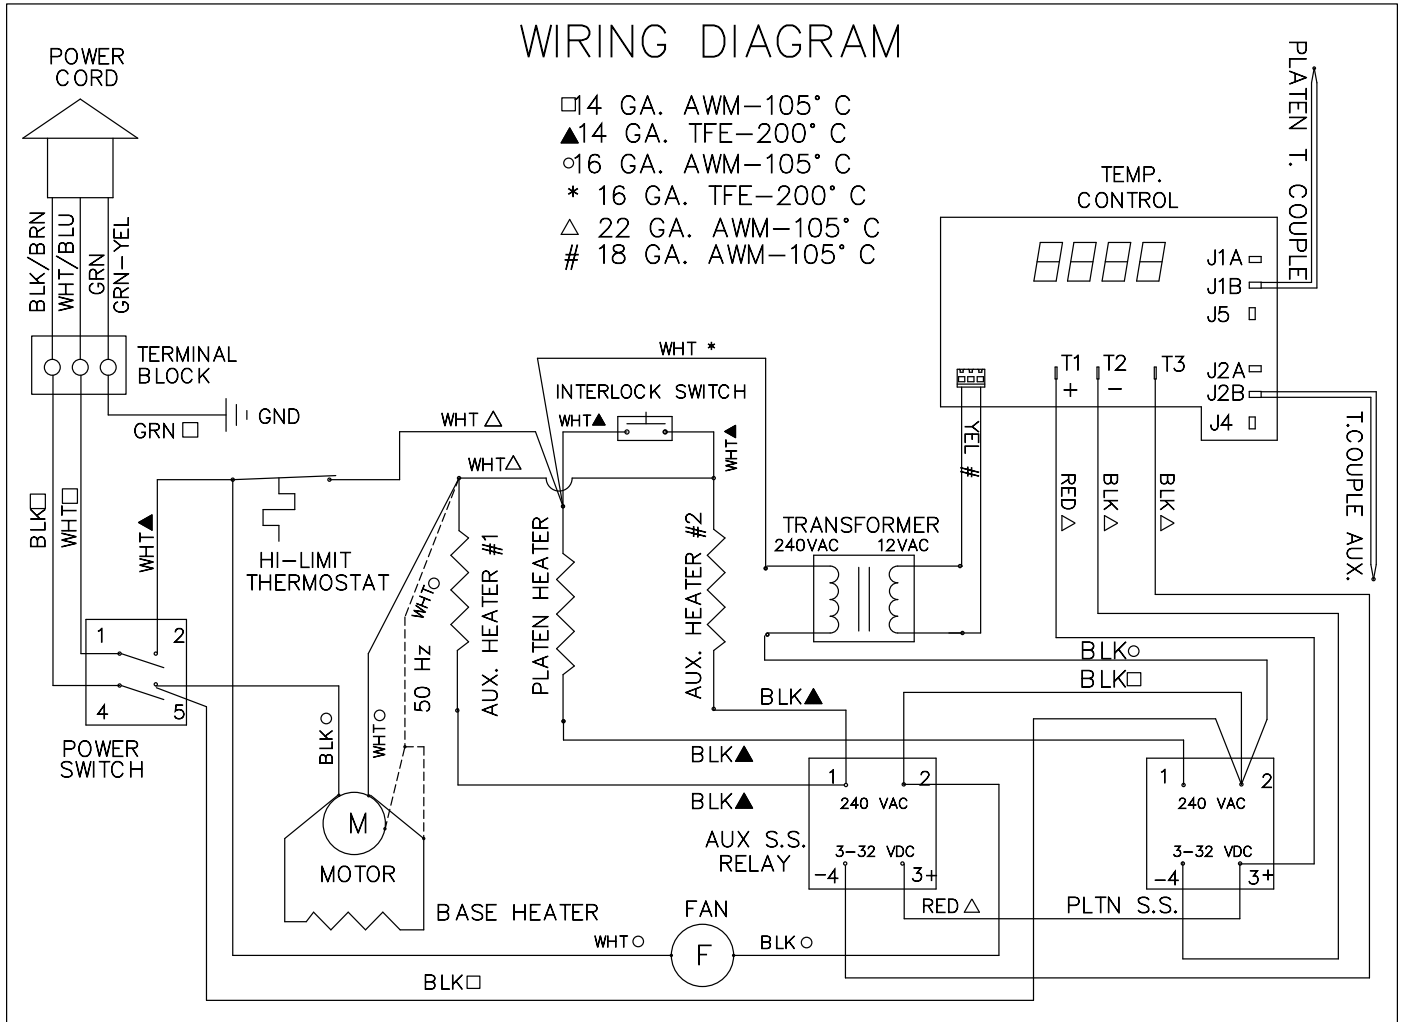 WIRING DIAGRAM
POWER
CORD
□14 GA. AWM-105° C
▲14 GA. TFE-200° C
○16 GA. AWM-105° C
* 16 GA. TFE-200° C
△ 22 GA. AWM-105° C
# 18 GA. AWM-105° C
PLATEN T. COUPLE
TEMP.
CONTROL
BLK/BRN
WHT/BLU
GRN
GRN-YEL
J1A
J1B
J5
TERMINAL
BLOCK
WHT *
T1
T2
T3
+
-
J2A
J2B
J4
INTERLOCK SWITCH
GND
GRN □
WHT △
WHT▲
WHT▲
YEL #
T.COUPLE AUX.
WHT△
BLK□
WHT□
WHT▲
RED △
BLK △
BLK △
HI-LIMIT
THERMOSTAT
TRANSFORMER
240VAC
12VAC
WHT○
50 Hz
AUX. HEATER #1
PLATEN HEATER
AUX. HEATER #2
1
2
4
5
POWER
SWITCH
BLK○
BLK□
BLK▲
BLK ○
WHT○
BLK▲
BLK▲
1
2
240 VAC
3-32 VDC
-4
3+
AUX S.S.
RELAY
1
2
240 VAC
3-32 VDC
-4
3+
M
MOTOR
BASE HEATER
FAN
RED △
PLTN S.S.
WHT○
F
BLK○
BLK□